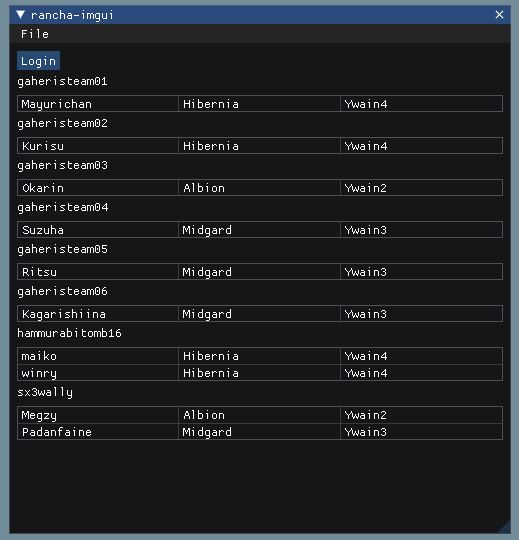 rancha-imgui
File
Login
gaheristeam01
Mayurichan Hibernia Ywain4
gaheristeam02
Kurisu Hibernia Ywain4
gaheristeam03
Okarin Albion Ywain2
gaheristeam04
Suzuha Midgard Ywain3
gaheristeam05
Ritsu Midgard Ywain3
gaheristeam06
Kagarishiina Midgard Ywain3
hammurabitomb16
maiko Hibernia Ywain4
winry Hibernia Ywain4
sx3wally
Megzy Albion Ywain2
Padanfaine Midgard Ywain3